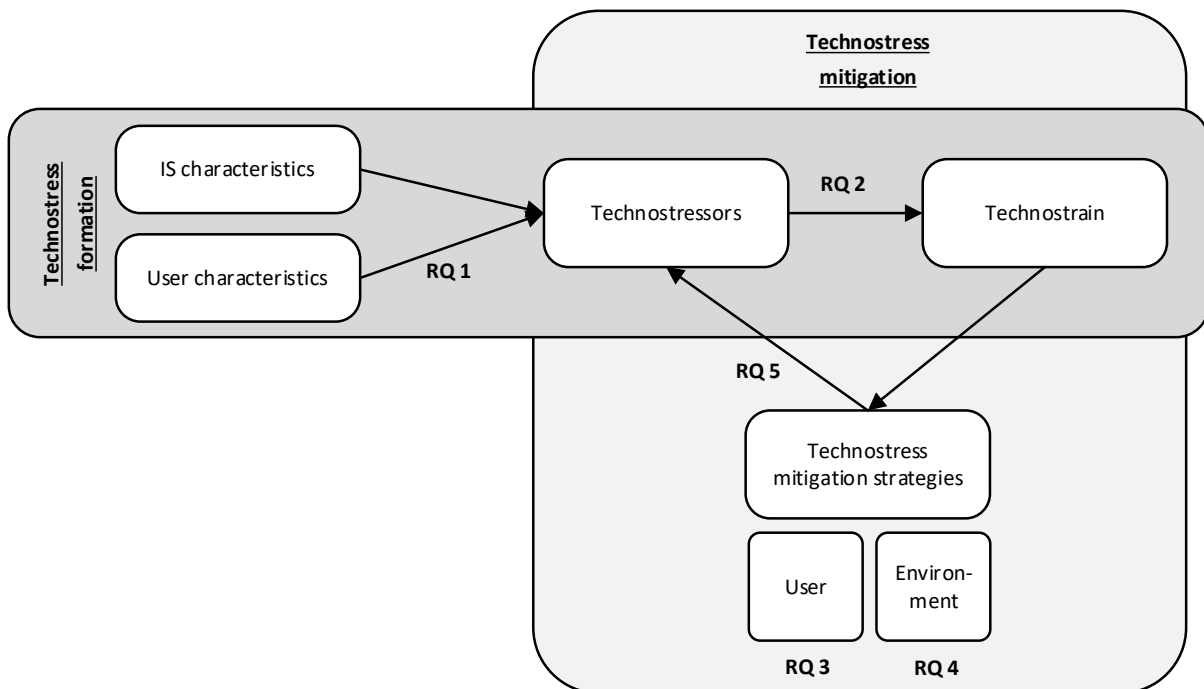 Technostress
mitigation
Technostress
formation
IS characteristics
User characteristics
RQ 1
Technostressors
RQ 2
Technostrain
RQ 5
Technostress
mitigation strategies
User
Environ-
ment
RQ 3
RQ 4